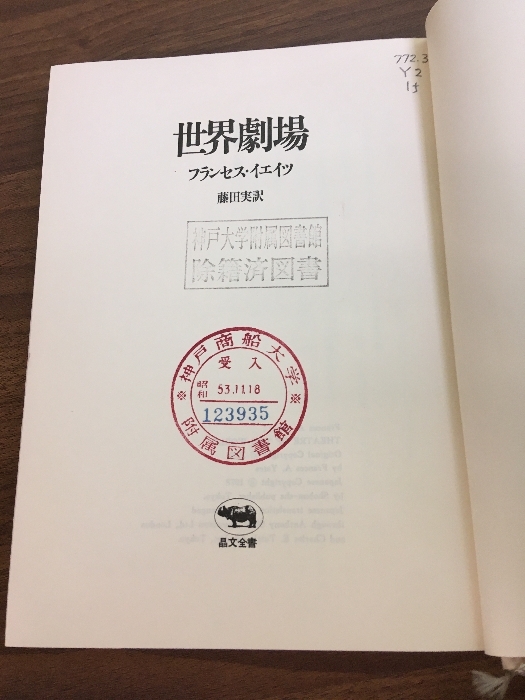 772.3
Y2
1f
世界劇場
フランセス・イエイツ
藤田実訳
神戸大学附属図書館
除籍済図書
※神戸商船大学※
受入
昭和 53.11.18
123935
附属図書館
晶文全書